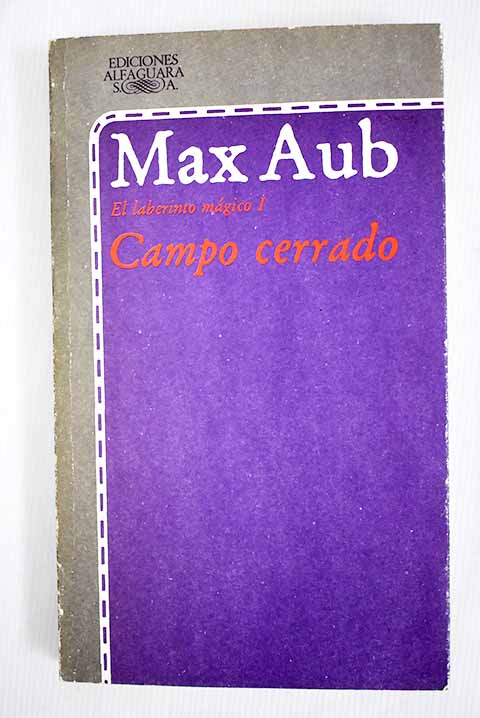 EDICIONES
ALFAGUARA
S. A.
Max Aub
El laberinto mágico I
Campo cerrado